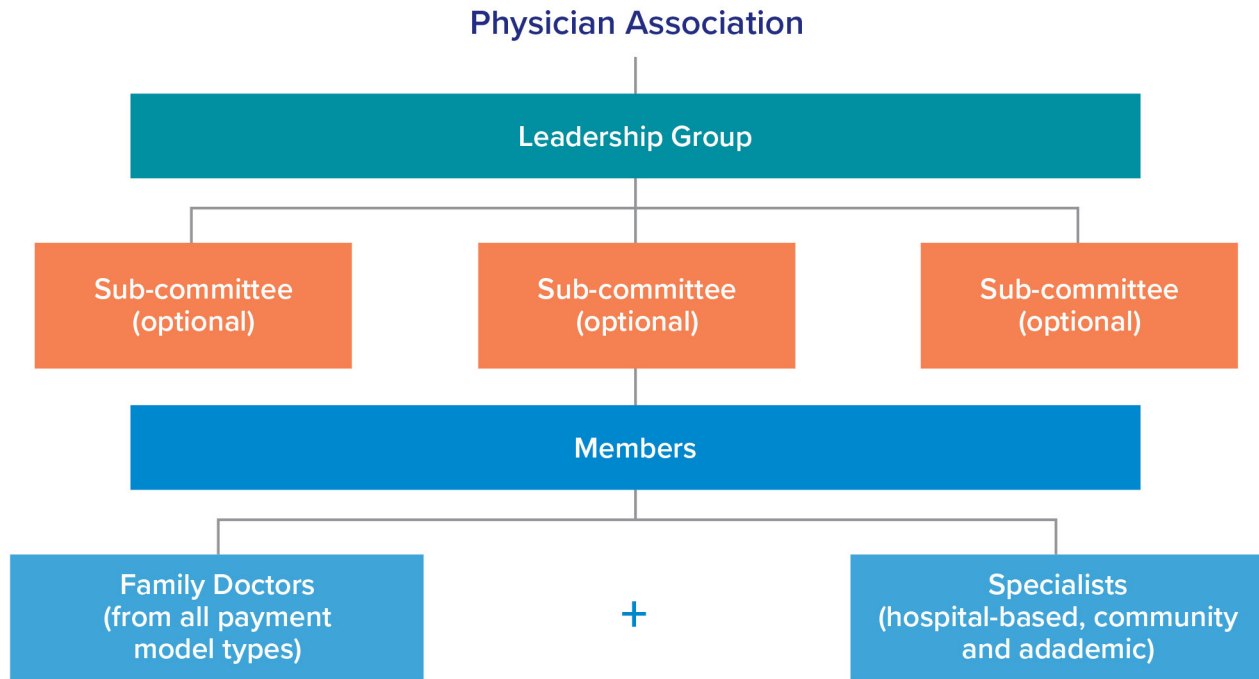 Physician Association
Leadership Group
Sub-committee
(optional)
Sub-committee
(optional)
Sub-committee
(optional)
Members
Family Doctors
(from all payment
model types)
+
Specialists
(hospital-based, community
and adademic)